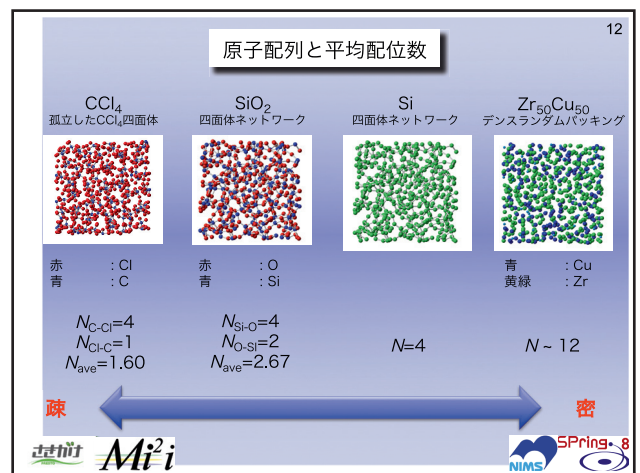 12
原子配列と平均配位数
CCl4
孤立したCCl4四面体
赤 : Cl
青 : C
NC-Cl=4
NCl-C=1
Nave=1.60
SiO2
四面体ネットワーク
赤 : O
青 : Si
NSi-O=4
NO-SI=2
Nave=2.67
Si
四面体ネットワーク
N=4
Zr50Cu50
デンスランダムパッキング
青 : Cu
黄緑 : Zr
N ~ 12
疎
密
さきがけ
Mi2i
NIMS
SPring-8